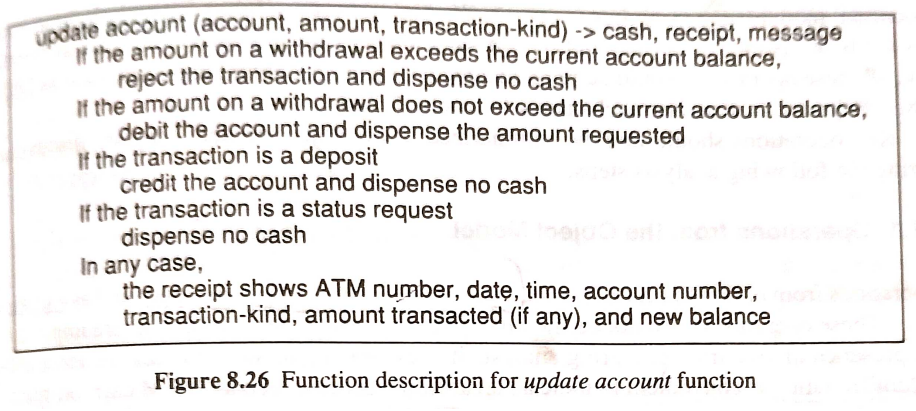 update account (account, amount, transaction-kind) -> cash, receipt, message
If the amount on a withdrawal exceeds the current account balance,
reject the transaction and dispense no cash
If the amount on a withdrawal does not exceed the current account balance,
debit the account and dispense the amount requested
If the transaction is a deposit
credit the account and dispense no cash
If the transaction is a status request
dispense no cash
In any case,
the receipt shows ATM number, date, time, account number,
transaction-kind, amount transacted (if any), and new balance
Figure 8.26 Function description for update account function